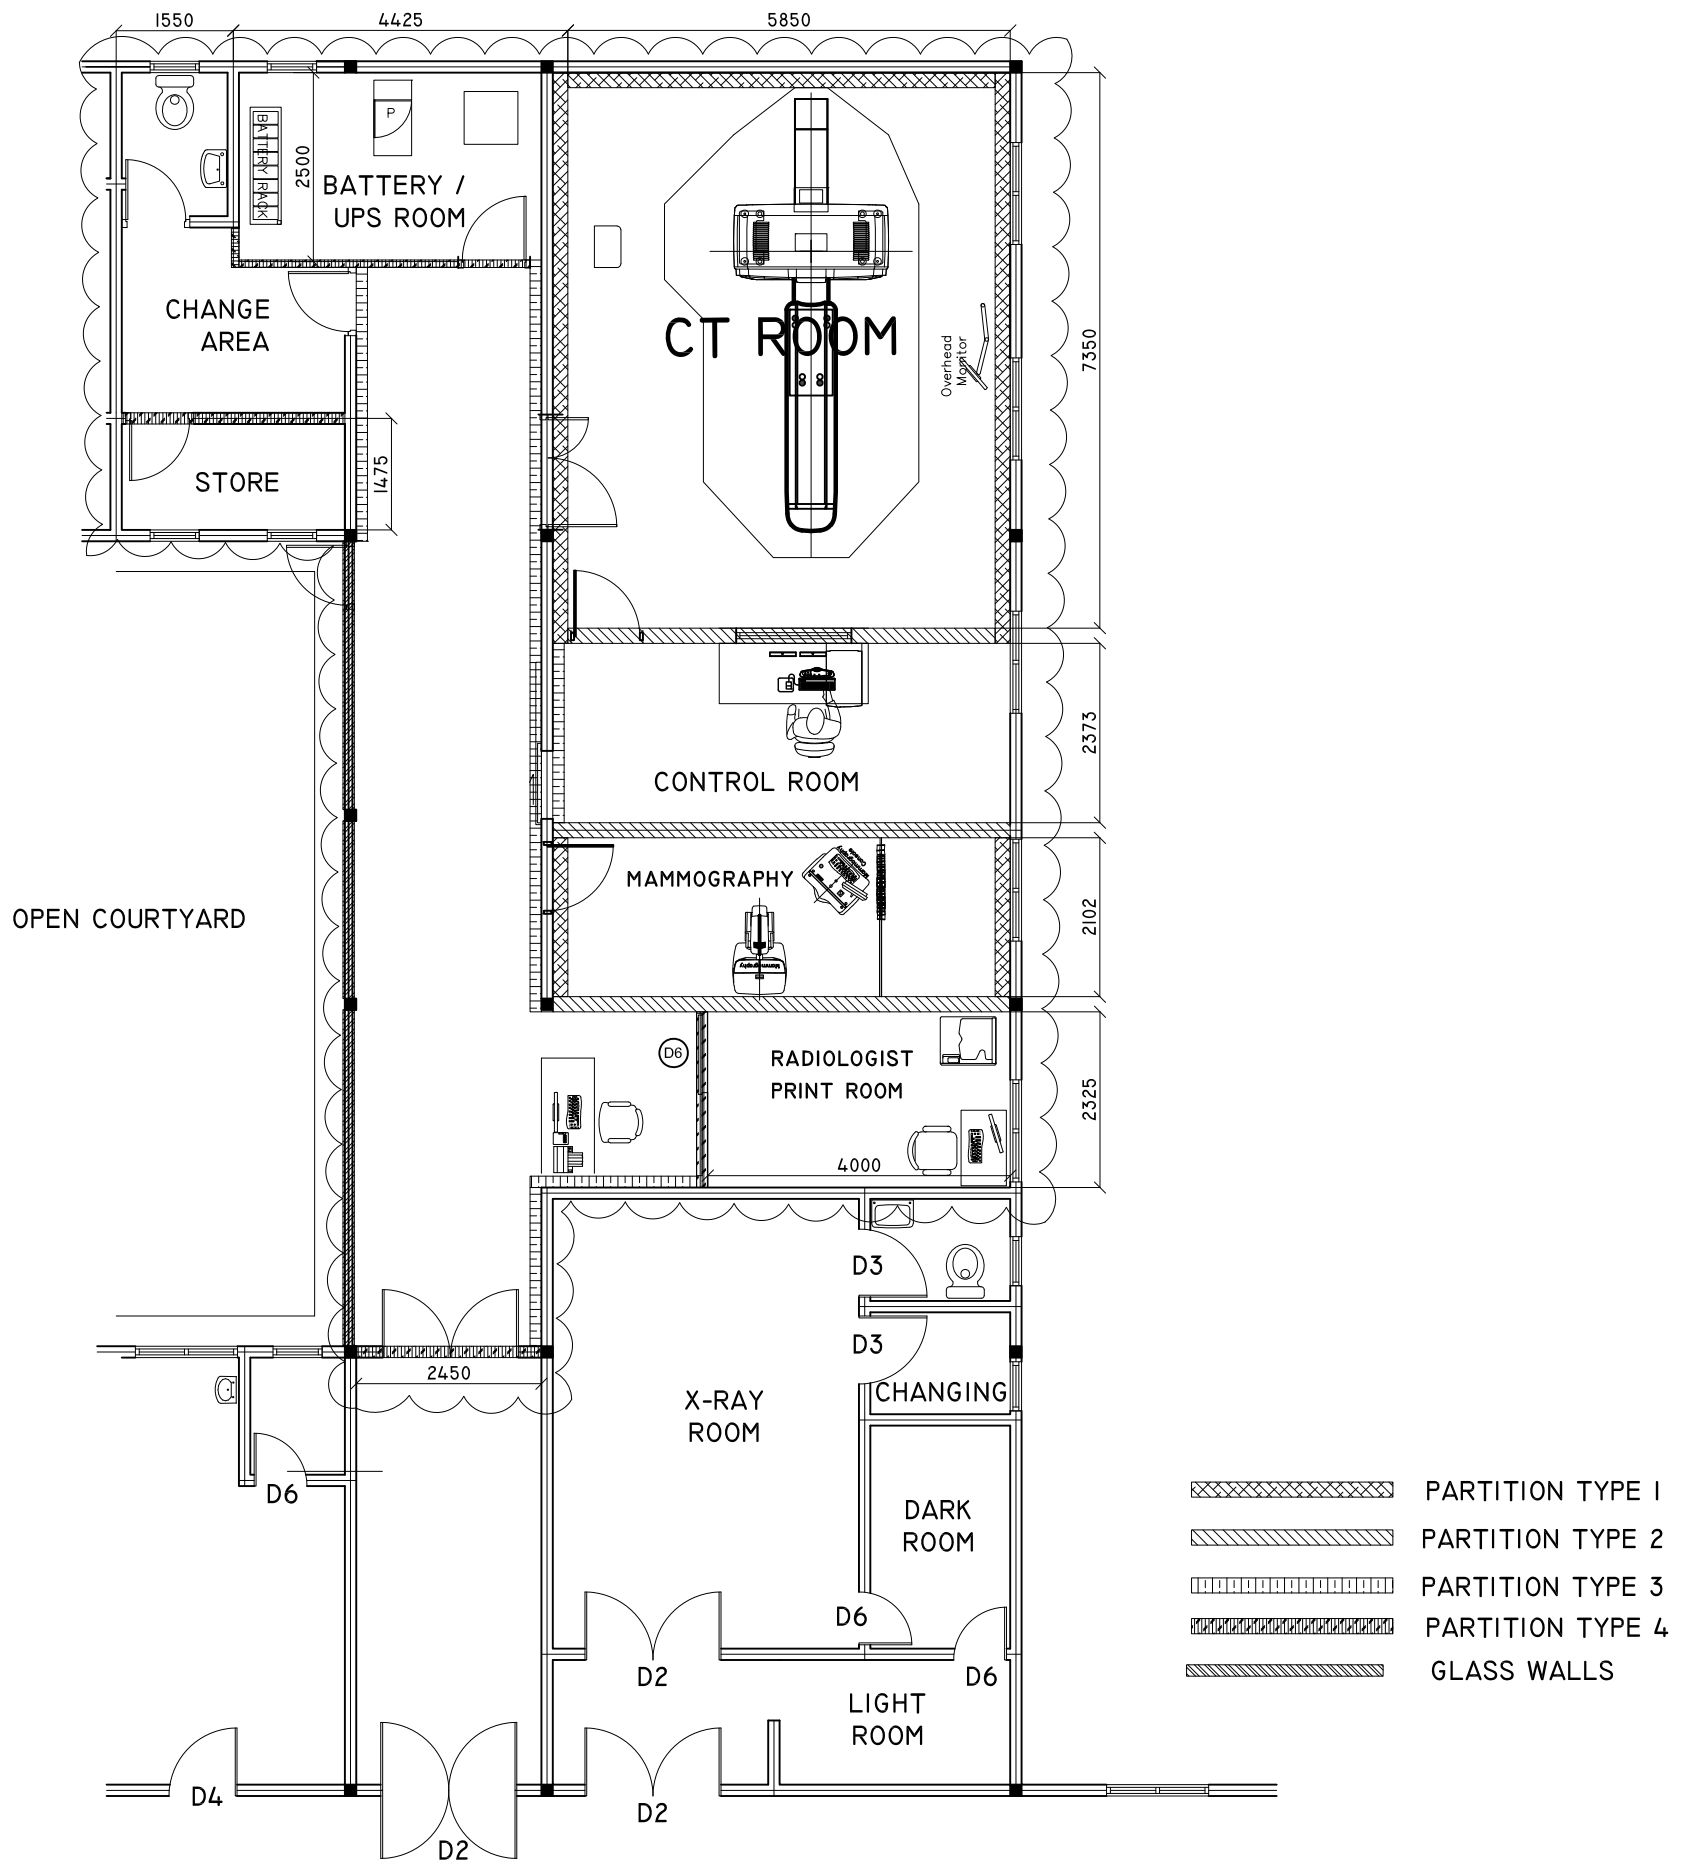 1550
4425
5850
P
BATTERY RACK
2500
BATTERY /
UPS ROOM
CHANGE
AREA
CT ROOM
Overhead
Monitor
7350
1475
STORE
2373
CONTROL ROOM
MAMMOGRAPHY
Mammography
Console
Mammography
2102
OPEN COURTYARD
D6
RADIOLOGIST
PRINT ROOM
2325
4000
D3
D3
2450
X-RAY
ROOM
CHANGING
D6
DARK
ROOM
PARTITION TYPE 1
PARTITION TYPE 2
PARTITION TYPE 3
PARTITION TYPE 4
GLASS WALLS
D6
D2
D6
LIGHT
ROOM
D4
D2
D2